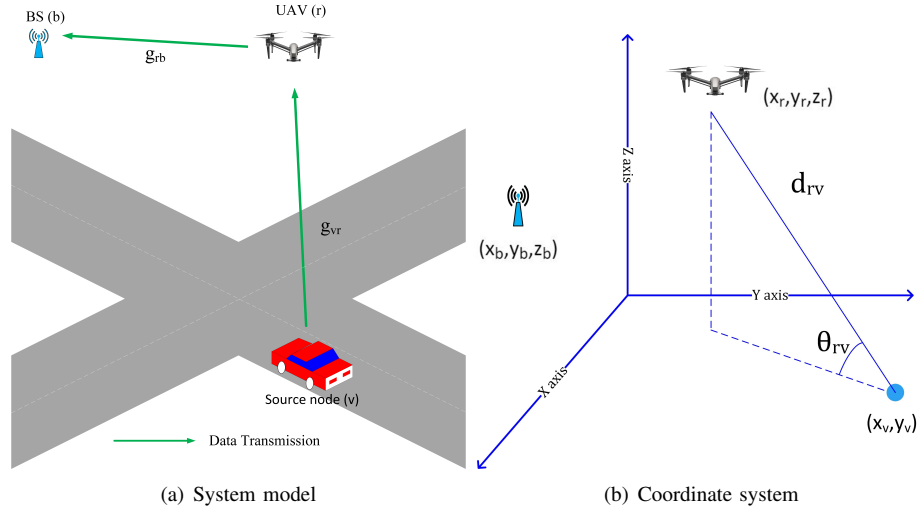 BS (b)
UAV (r)
g_rb
g_vr
Source node (v)
Data Transmission
(a) System model
Z axis
(x_r,y_r,z_r)
d_rv
(x_b,y_b,z_b)
Y axis
θ_rv
X axis
(x_v,y_v)
(b) Coordinate system